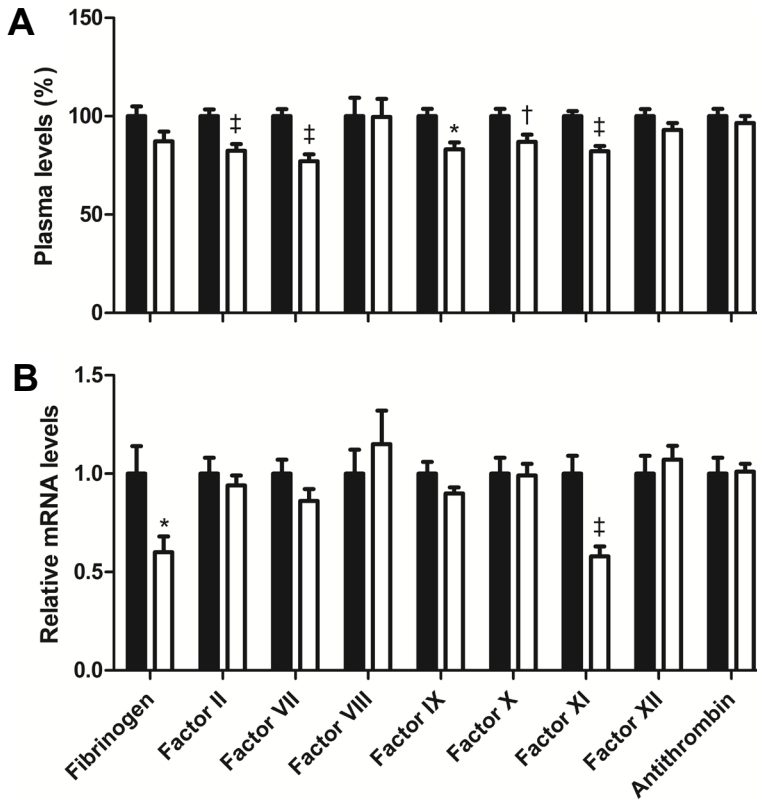 A
Plasma levels (%)
150
100
50
0
‡
‡
*
†
‡
B
Relative mRNA levels
1.5
1.0
0.5
0.0
*
‡
Fibrinogen
Factor II
Factor VII
Factor VIII
Factor IX
Factor X
Factor XI
Factor XII
Antithrombin